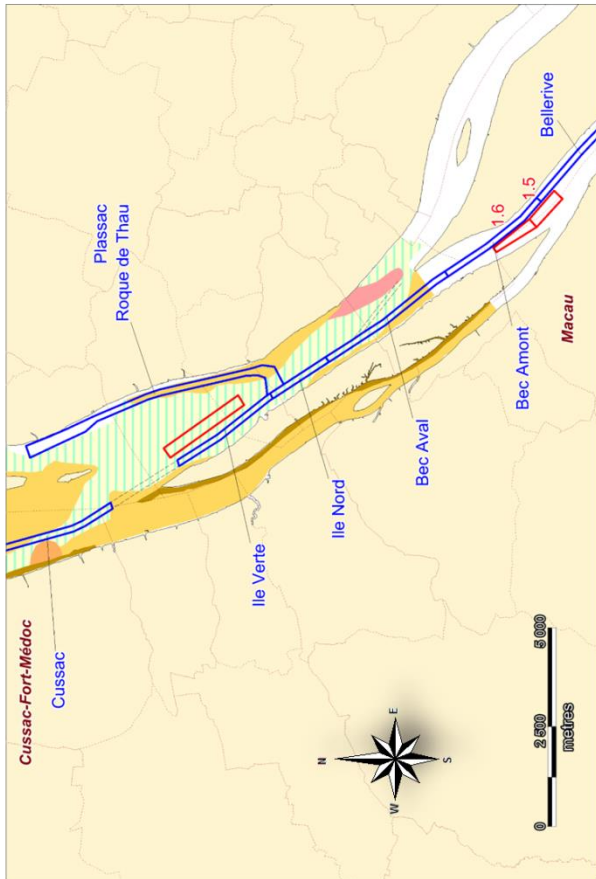 Cussac-Fort-Médoc
Cussac
Plassac
Roque de Thau
Ile Verte
Ile Nord
Bec Aval
Bec Amont
1.6
1.5
Bellerive
Macau
N
W
E
S
0
2 500
5 000
metres